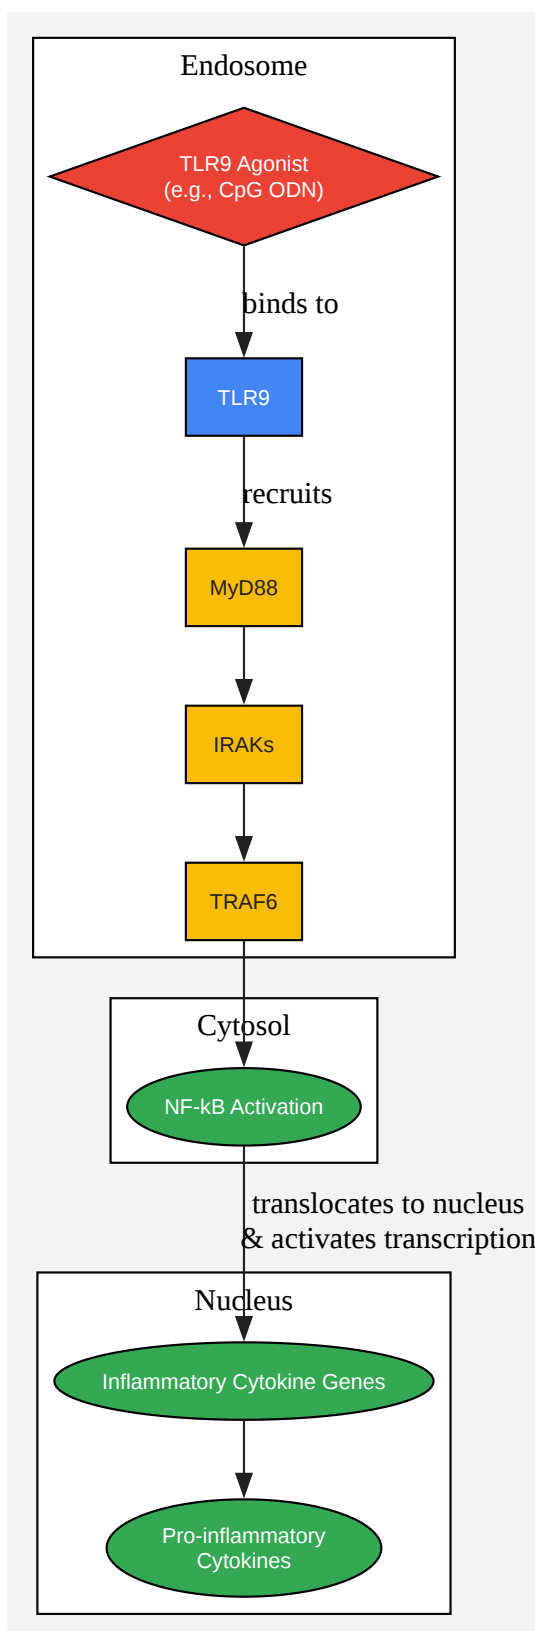 Endosome
TLR9 Agonist
(e.g., CpG ODN)
binds to
TLR9
recruits
MyD88
IRAKs
TRAF6
Cytosol
NF-kB Activation
translocates to nucleus
& activates transcription
Nucleus
Inflammatory Cytokine Genes
Pro-inflammatory
Cytokines